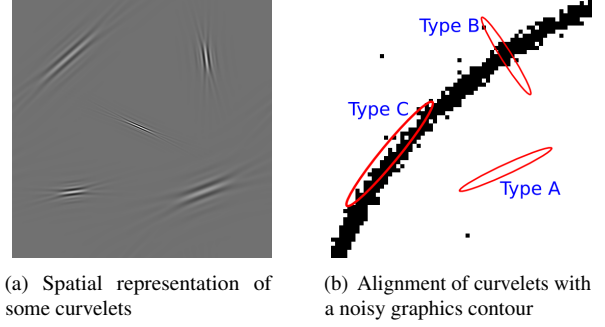 Type B
Type C
Type A
(a) Spatial representation of
some curvelets
(b) Alignment of curvelets with
a noisy graphics contour